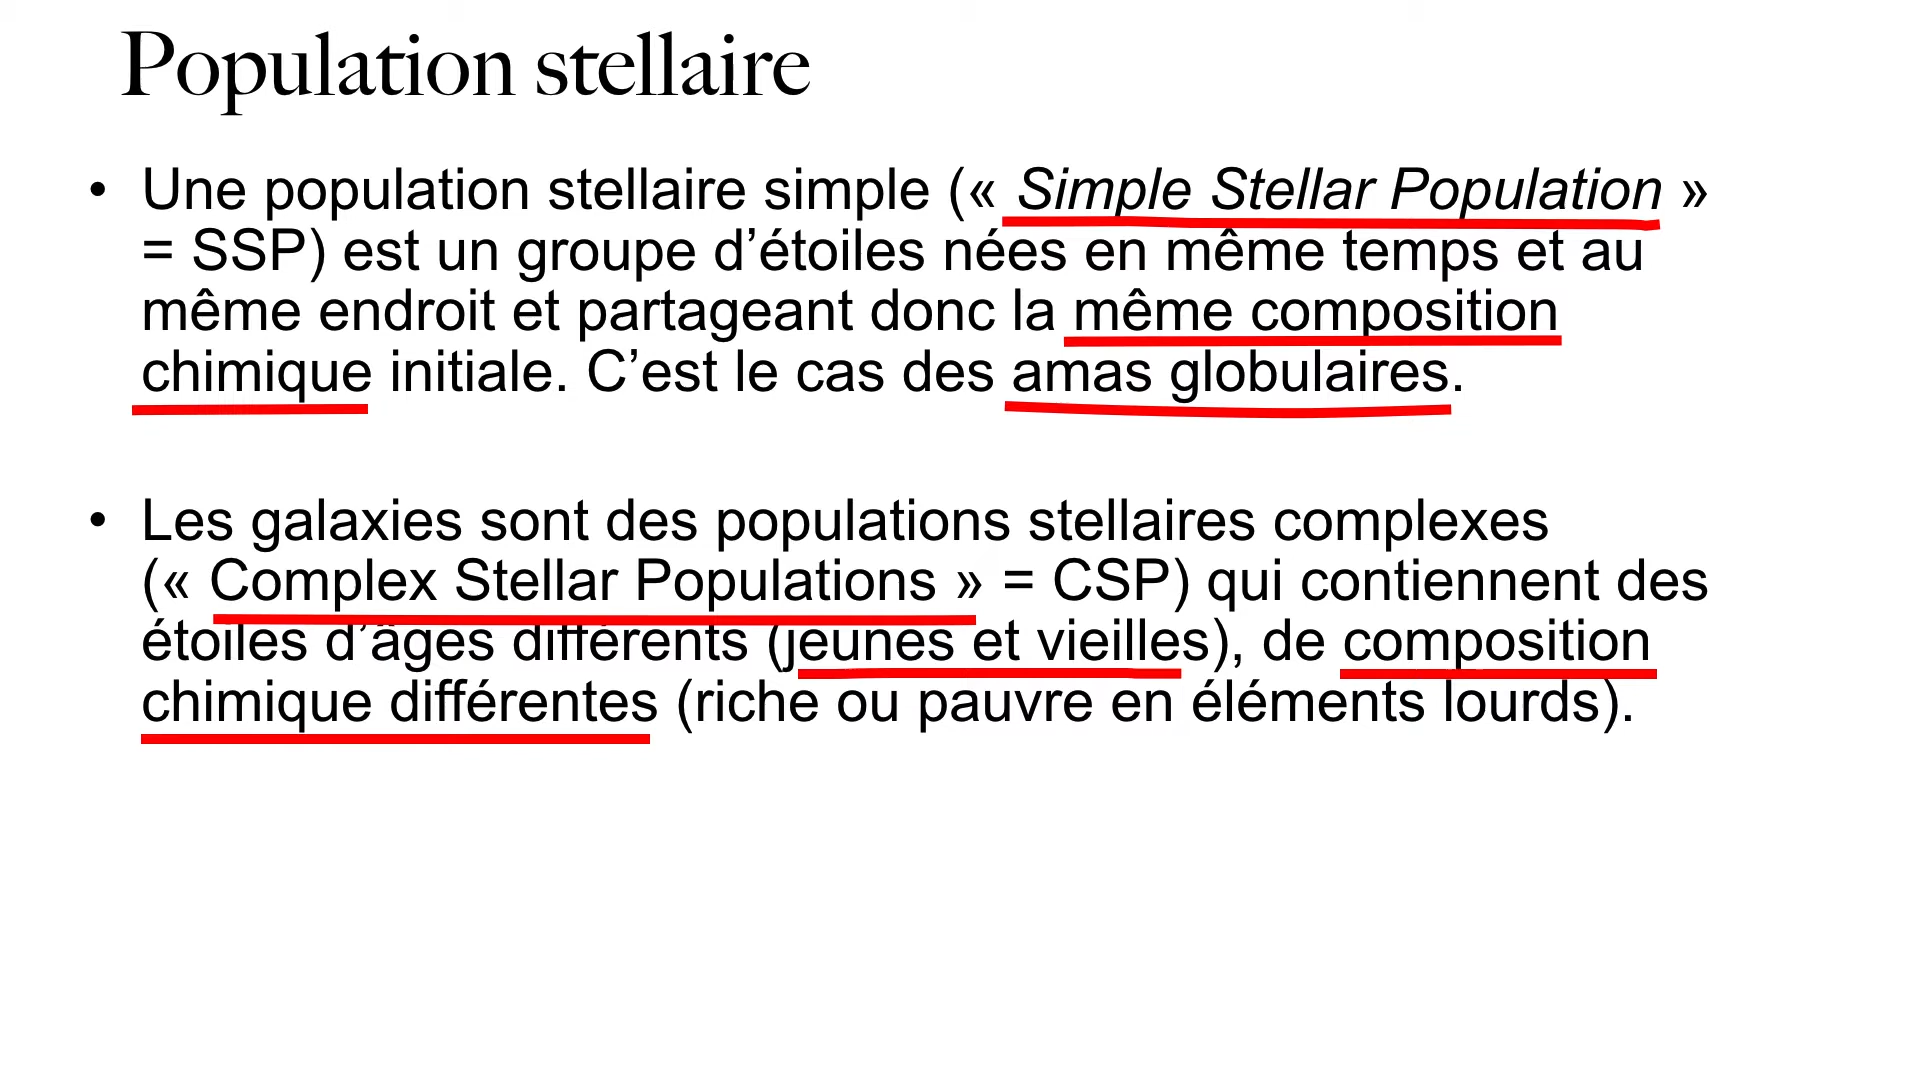 Population stellaire
• Une population stellaire simple (« Simple Stellar Population »
= SSP) est un groupe d’étoiles nées en même temps et au
même endroit et partageant donc la même composition
chimique initiale. C’est le cas des amas globulaires.
• Les galaxies sont des populations stellaires complexes
(« Complex Stellar Populations » = CSP) qui contiennent des
étoiles d’âges différents (jeunes et vieilles), de composition
chimique différentes (riche ou pauvre en éléments lourds).